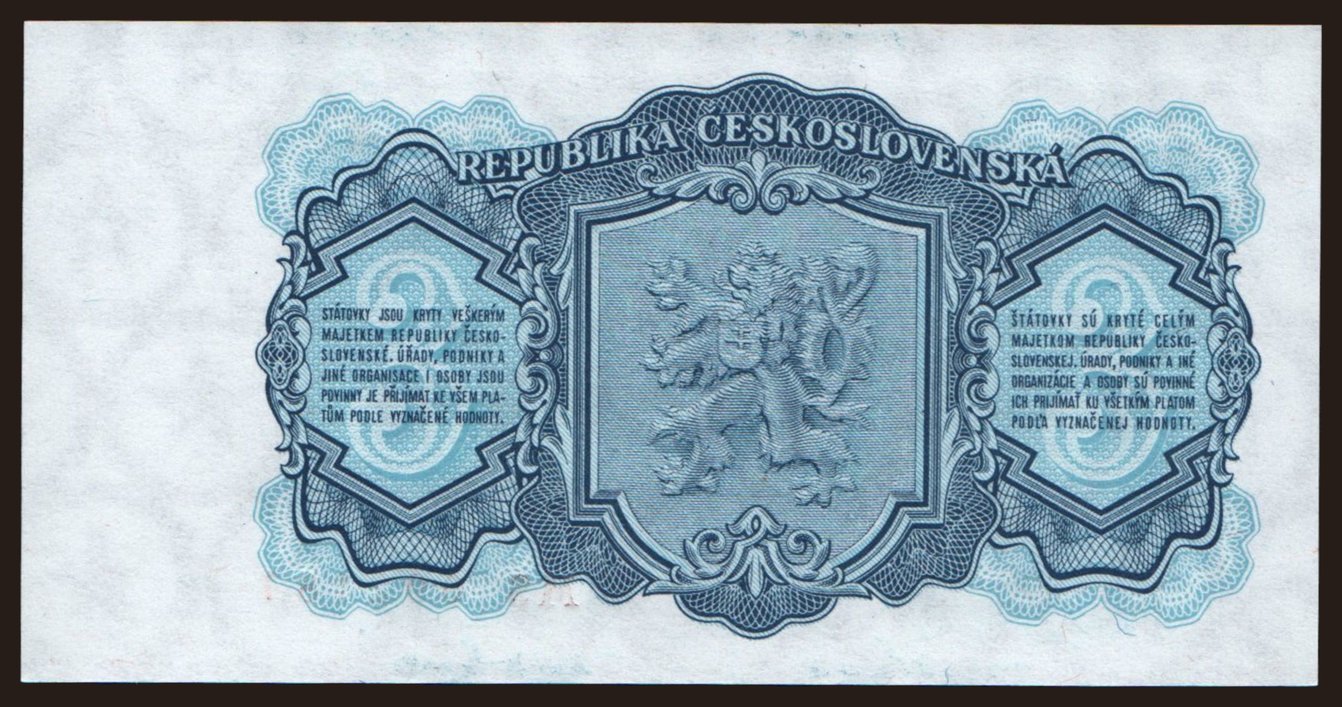 REPUBLIKA ČESKOSLOVENSKÁ
3
STÁTOVKY JSOU KRYTY VEŠKERÝM
MAJETKEM REPUBLIKY ČESKO-
SLOVENSKÉ. ÚŘADY, PODNIKY A
JINÉ ORGANISACE I OSOBY JSOU
POVINNY JE PŘIJÍMAT KE VŠEM PLA-
TŮM PODLE VYZNAČENÉ HODNOTY.
3
ŠTÁTOVKY SÚ KRYTÉ CELÝM
MAJETKOM REPUBLIKY ČESKO-
SLOVENSKEJ. ÚRADY, PODNIKY A INÉ
ORGANIZÁCIE A OSOBY SÚ POVINNÉ
ICH PRIJÍMAŤ KU VŠETKÝM PLATOM
PODĽA VYZNAČENEJ HODNOTY.